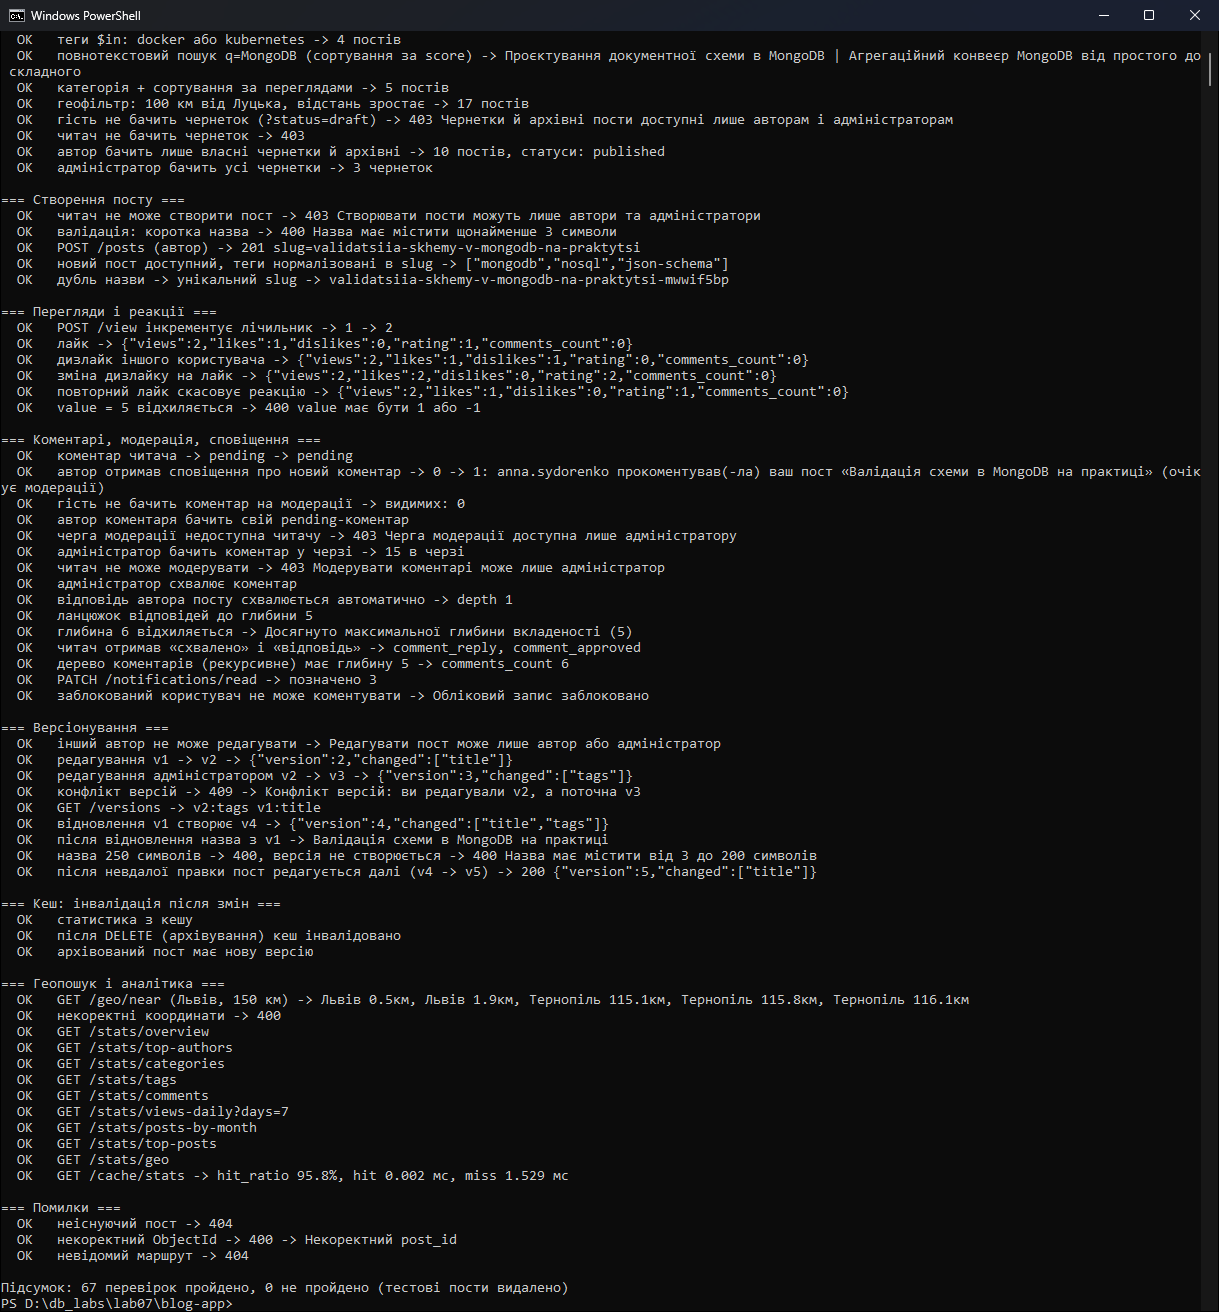 Windows PowerShell
OK теги $in: docker або kubernetes -> 4 постів
OK повнотекстовий пошук q=MongoDB (сортування за score) -> Проєктування документної схеми в MongoDB | Агрегаційний конвеєр MongoDB від простого до
складного
OK категорія + сортування за переглядами -> 5 постів
OK геофільтр: 100 км від Луцька, відстань зростає -> 17 постів
OK гість не бачить чернеток (?status=draft) -> 403 Чернетки й архівні пости доступні лише авторам і адміністраторам
OK читач не бачить чернеток -> 403
OK автор бачить лише власні чернетки й архівні -> 10 постів, статуси: published
OK адміністратор бачить усі чернетки -> 3 чернеток
=== Створення посту ===
OK читач не може створити пост -> 403 Створювати пости можуть лише автори та адміністратори
OK валідація: коротка назва -> 400 Назва має містити щонайменше 3 символи
OK POST /posts (автор) -> 201 slug=validatsiia-skhemy-v-mongodb-na-praktytsi
OK новий пост доступний, теги нормалізовані в slug -> ["mongodb","nosql","json-schema"]
OK дубль назви -> унікальний slug -> validatsiia-skhemy-v-mongodb-na-praktytsi-mwwif5bp
=== Перегляди і реакції ===
OK POST /view інкрементує лічильник -> 1 -> 2
OK лайк -> {"views":2,"likes":1,"dislikes":0,"rating":1,"comments_count":0}
OK дизлайк іншого користувача -> {"views":2,"likes":1,"dislikes":1,"rating":0,"comments_count":0}
OK зміна дизлайку на лайк -> {"views":2,"likes":2,"dislikes":0,"rating":2,"comments_count":0}
OK повторний лайк скасовує реакцію -> {"views":2,"likes":1,"dislikes":0,"rating":1,"comments_count":0}
OK value = 5 відхиляється -> 400 value має бути 1 або -1
=== Коментарі, модерація, сповіщення ===
OK коментар читача -> pending -> pending
OK автор отримав сповіщення про новий коментар -> 0 -> 1: anna.sydorenko прокоментував(-ла) ваш пост «Валідація схеми в MongoDB на практиці» (очік
ує модерації)
OK гість не бачить коментар на модерації -> видимих: 0
OK автор коментаря бачить свій pending-коментар
OK черга модерації недоступна читачу -> 403 Черга модерації доступна лише адміністратору
OK адміністратор бачить коментар у черзі -> 15 в черзі
OK читач не може модерувати -> 403 Модерувати коментарі може лише адміністратор
OK адміністратор схвалює коментар
OK відповідь автора посту схвалюється автоматично -> depth 1
OK ланцюжок відповідей до глибини 5
OK глибина 6 відхиляється -> Досягнуто максимальної глибини вкладеності (5)
OK читач отримав «схвалено» і «відповідь» -> comment_reply, comment_approved
OK дерево коментарів (рекурсивне) має глибину 5 -> comments_count 6
OK PATCH /notifications/read -> позначено 3
OK заблокований користувач не може коментувати -> Обліковий запис заблоковано
=== Версіонування ===
OK інший автор не може редагувати -> Редагувати пост може лише автор або адміністратор
OK редагування v1 -> v2 -> {"version":2,"changed":["title"]}
OK редагування адміністратором v2 -> v3 -> {"version":3,"changed":["tags"]}
OK конфлікт версій -> 409 -> Конфлікт версій: ви редагували v2, а поточна v3
OK GET /versions -> v2:tags v1:title
OK відновлення v1 створює v4 -> {"version":4,"changed":["title","tags"]}
OK після відновлення назва з v1 -> Валідація схеми в MongoDB на практиці
OK назва 250 символів -> 400, версія не створюється -> 400 Назва має містити від 3 до 200 символів
OK після невдалої правки пост редагується далі (v4 -> v5) -> 200 {"version":5,"changed":["title"]}
=== Кеш: інвалідація після змін ===
OK статистика з кешу
OK після DELETE (архівування) кеш інвалідовано
OK архівований пост має нову версію
=== Геопошук і аналітика ===
OK GET /geo/near (Львів, 150 км) -> Львів 0.5км, Львів 1.9км, Тернопіль 115.1км, Тернопіль 115.8км, Тернопіль 116.1км
OK некоректні координати -> 400
OK GET /stats/overview
OK GET /stats/top-authors
OK GET /stats/categories
OK GET /stats/tags
OK GET /stats/comments
OK GET /stats/views-daily?days=7
OK GET /stats/posts-by-month
OK GET /stats/top-posts
OK GET /stats/geo
OK GET /cache/stats -> hit_ratio 95.8%, hit 0.002 мс, miss 1.529 мс
=== Помилки ===
OK неіснуючий пост -> 404
OK некоректний ObjectId -> 400 -> Некоректний post_id
OK невідомий маршрут -> 404
Підсумок: 67 перевірок пройдено, 0 не пройдено (тестові пости видалено)
PS D:\db_labs\lab07\blog-app>